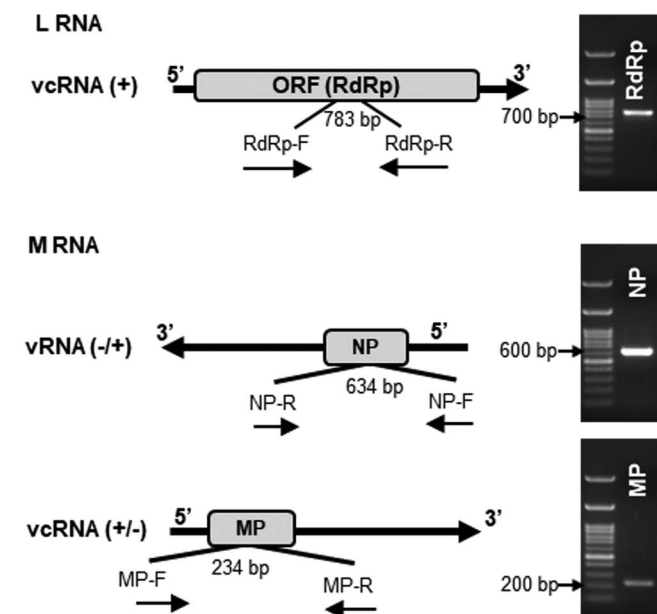 L RNA
vcRNA (+)
5' 3'
ORF (RdRp)
783 bp
RdRp-F RdRp-R
700 bp
RdRp
M RNA
vRNA (-/+)
3' 5'
NP
634 bp
NP-R NP-F
600 bp
NP
vcRNA (+/-)
5' 3'
MP
234 bp
MP-F MP-R
200 bp
MP